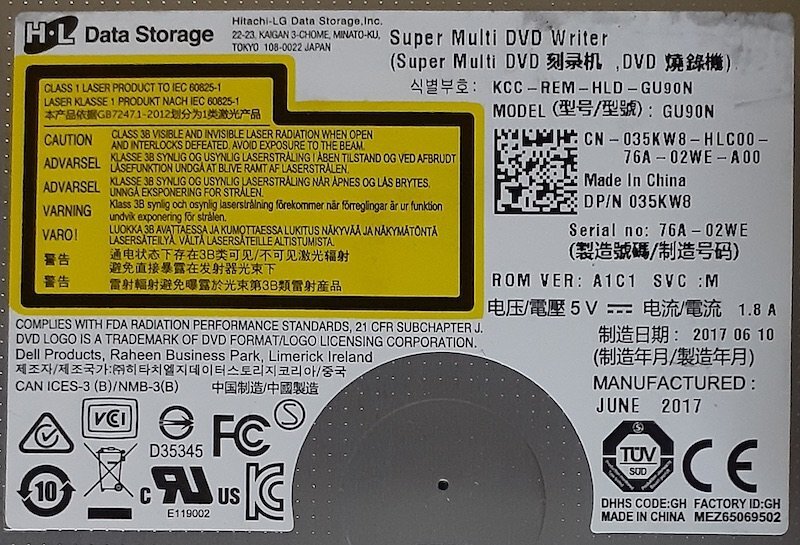 H·L Data Storage
Hitachi-LG Data Storage,Inc.
22-23, KAIGAN 3-CHOME, MINATO-KU,
TOKYO 108-0022 JAPAN
CLASS 1 LASER PRODUCT TO IEC 60825-1
LASER KLASSE 1 PRODUKT NACH IEC 60825-1
本产品依据GB7247.1-2012划分为1类激光产品
CAUTION CLASS 3B VISIBLE AND INVISIBLE LASER RADIATION WHEN OPEN
AND INTERLOCKS DEFEATED. AVOID EXPOSURE TO THE BEAM.
ADVARSEL KLASSE 3B SYNLIG OG USYNLIG LASERSTRÅLING I ÅBEN TILSTAND OG VED AFBRUDT
LÅSEFUNKTION UNDGÅ AT BLIVE RAMT AF LASERSTRÅLEN.
ADVARSEL KLASSE 3B SYNLIG OG USYNLIG LASERSTRÅLING NÅR ÅPNES OG LÅS BRYTES,
UNNGÅ EKSPONERING FOR STRÅLEN.
VARNING Klass 3B synlig och osynlig laserstrålning förekommer når förreglingar är ur funktion
undvik exponering för strålen.
VARO! LUOKKA 3B AVATTAESSA JA KUMOTTAESSA LUKITUS NÄKYVÄÄ JA NÄKYMÄTÖNTÄ
LASERSÄTEILYÄ. VÄLTÄ LASERSÄTEILLE ALTISTUMISTA.
警告 通电状态下存在3B类可见/不可见激光辐射
避免直接暴露在发射器光束下
警告 雷射輻射避免曝露於光束第3B類雷射産品
COMPLIES WITH FDA RADIATION PERFORMANCE STANDARDS, 21 CFR SUBCHAPTER J.
DVD LOGO IS A TRADEMARK OF DVD FORMAT/LOGO LICENSING CORPORATION.
Dell Products, Raheen Business Park, Limerick Ireland
제조자/제조국가:㈜히타치엘지데이터스토리지코리아/중국
CAN ICES-3 (B)/NMB-3(B) 中国制造/中國製造
Super Multi DVD Writer
(Super Multi DVD 刻录机 ,DVD 燒錄機)
식별부호: KCC-REM-HLD-GU90N
MODEL (型号/型號) : GU90N
CN - 035KW8-HLC00-
76A-02WE-A00
Made In China
DP/N 035KW8
Serial no: 76A-02WE
(製造號碼/制造号码)
ROM VER: A1C1 SVC :M
电压/電壓 5 V 电流/電流 1.8 A
制造日期: 2017 06 10
(制造年月/製造年月)
MANUFACTURED :
JUNE 2017
VCI
D35345
FC
S
10
C UR US
E119002
KC
TÜV
SÜD
CE
DHHS CODE:GH FACTORY ID:GH
MADE IN CHINA MEZ65069502